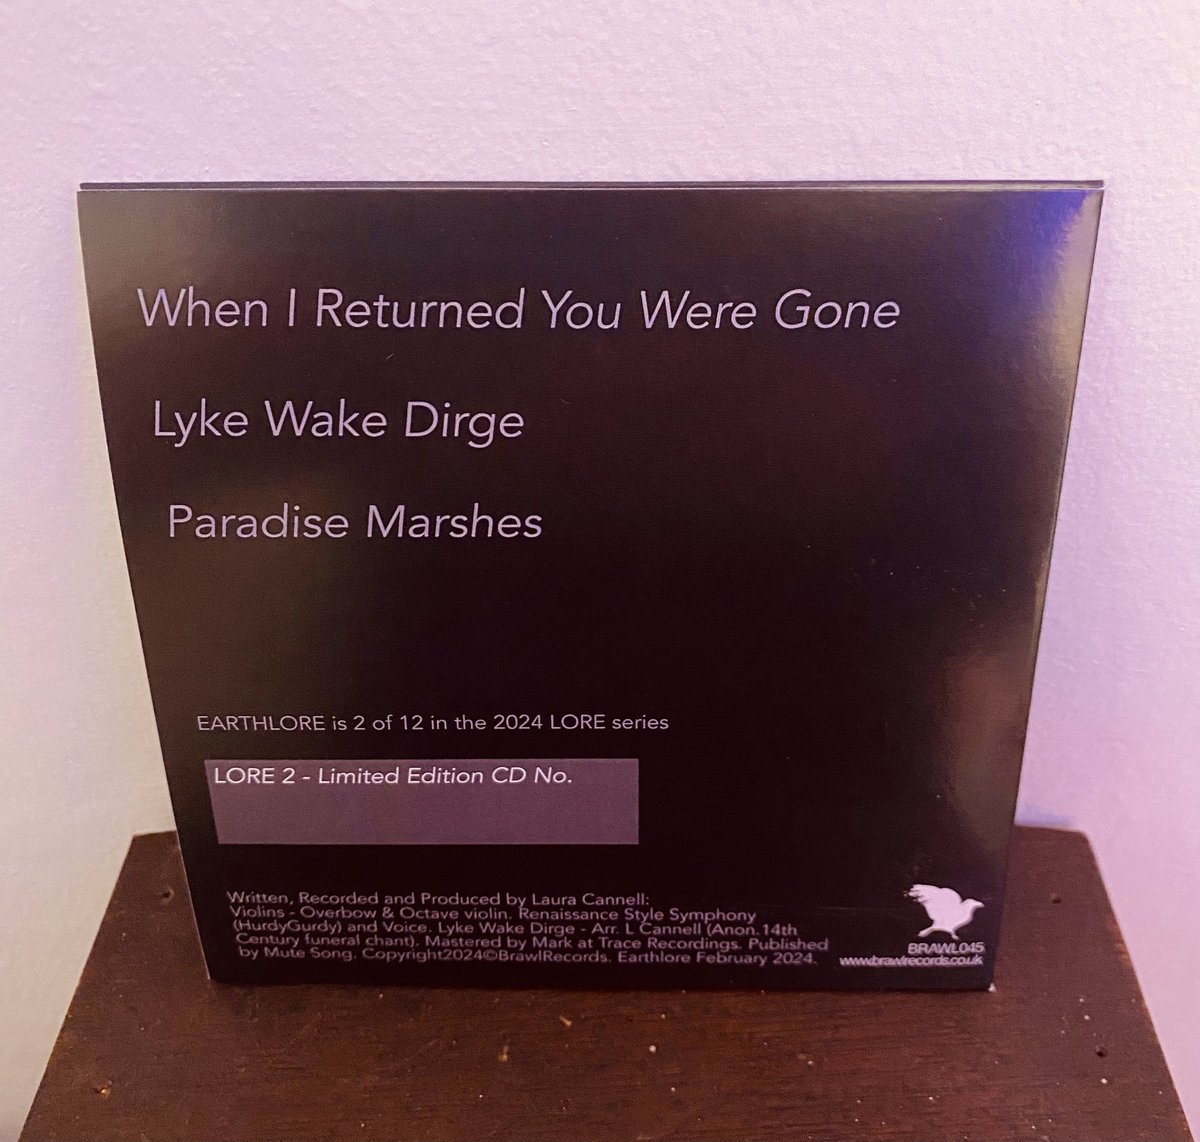 When I Returned You Were Gone
Lyke Wake Dirge
Paradise Marshes
EARTHLORE is 2 of 12 in the 2024 LORE series
LORE 2 - Limited Edition CD No.
Written, Recorded and Produced by Laura Cannell:
Violins - Overbow & Octave violin. Renaissance Style Symphony
(HurdyGurdy) and Voice. Lyke Wake Dirge - Arr. L Cannell (Anon.14th
Century funeral chant). Mastered by Mark at Trace Recordings. Published
by Mute Song. Copyright2024©BrawlRecords. Earthlore February 2024.
BRAWL045
www.brawlrecords.co.uk